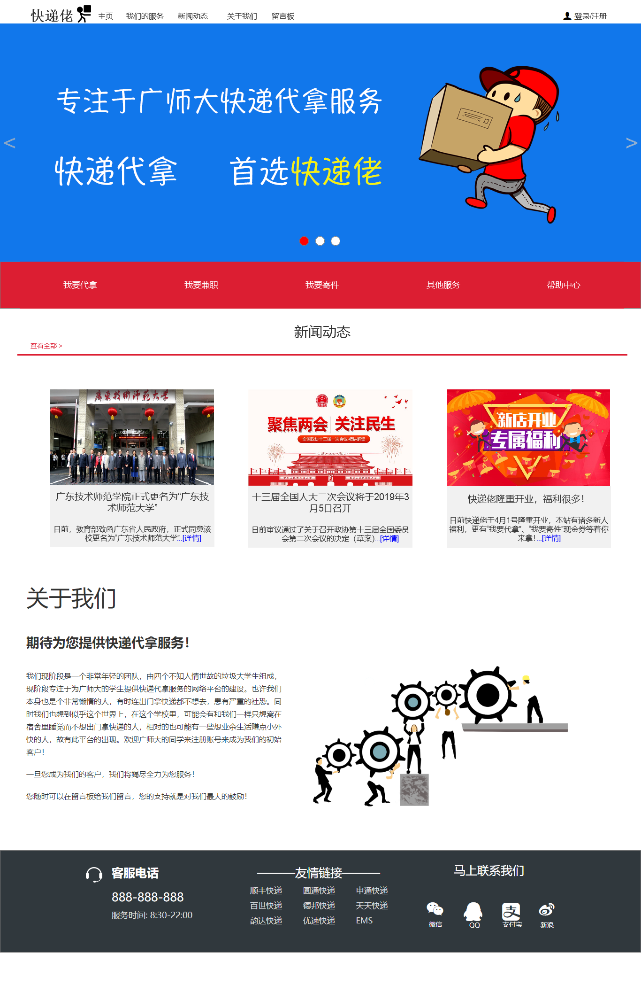 快递佬 主页 我们的服务 新闻动态 关于我们 留言板 登录/注册
专注于广师大快递代拿服务
快递代拿 首选快递佬
< >
我要代拿 我要兼职 我要寄件 其他服务 帮助中心
新闻动态
查看全部 >
廣東技術师范大学
广东技术师范学院正式更名为“广东技
术师范大学”
日前，教育部致函广东省人民政府，正式同意该
校更名为“广东技术师范大学”...[详情]
聚焦两会 关注民生
全国政协十三届一次会议·精讲解读
十三届全国人大二次会议将于2019年3
月5日召开
日前审议通过了关于召开政协第十三届全国委员
会第二次会议的决定（草案)...[详情]
新店开业
专属福利
快递佬隆重开业，福利很多！
日前快递佬于4月1号隆重开业，本站有诸多新人
福利，更有“我要代拿”、“我要寄件”现金券等着你
来拿！...[详情]
关于我们
期待为您提供快递代拿服务！
我们现阶段是一个非常年轻的团队，由四个不知人情世故的垃圾大学生组成，
现阶段专注于为广师大的学生提供快递代拿服务的网络平台的建设。也许我们
本身也是个非常懒惰的人，有时连出门拿快递都不想去，患有严重的社恐。同
时我们也想到似乎这个世界上，在这个学校里，可能会有和我们一样只想窝在
宿舍里睡觉而不想出门拿快递的人，相对的也可能有一些想业余生活赚点小外
快的人，故有此平台的出现。欢迎广师大的同学来注册账号来成为我们的初始
客户！
一旦您成为我们的客户，我们将竭尽全力为您服务！
您随时可以在留言板给我们留言，您的支持就是对我们最大的鼓励！
客服电话
888-888-888
服务时间: 8:30-22:00
友情链接
顺丰快递 圆通快递 申通快递
百世快递 德邦快递 天天快递
韵达快递 优速快递 EMS
马上联系我们
支
微信 QQ 支付宝 新浪